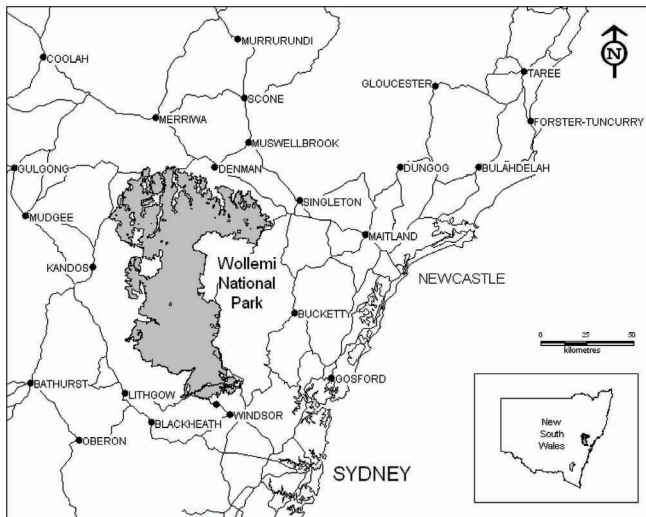 MURRURUNDI
COOLAH
N
TAREE
GLOUCESTER
SCONE
MERRIWA
FORSTER-TUNCURRY
MUSWELLBROOK
GULGONG
DENMAN
DUNGOG
BULAHDELAH
SINGLETON
MUDGEE
MAITLAND
Wollemi
National
Park
KANDOS
NEWCASTLE
BUCKETTY
0 25 50
kilometres
BATHURST
LITHGOW
GOSFORD
WINDSOR
BLACKHEATH
OBERON
SYDNEY
New
South
Wales